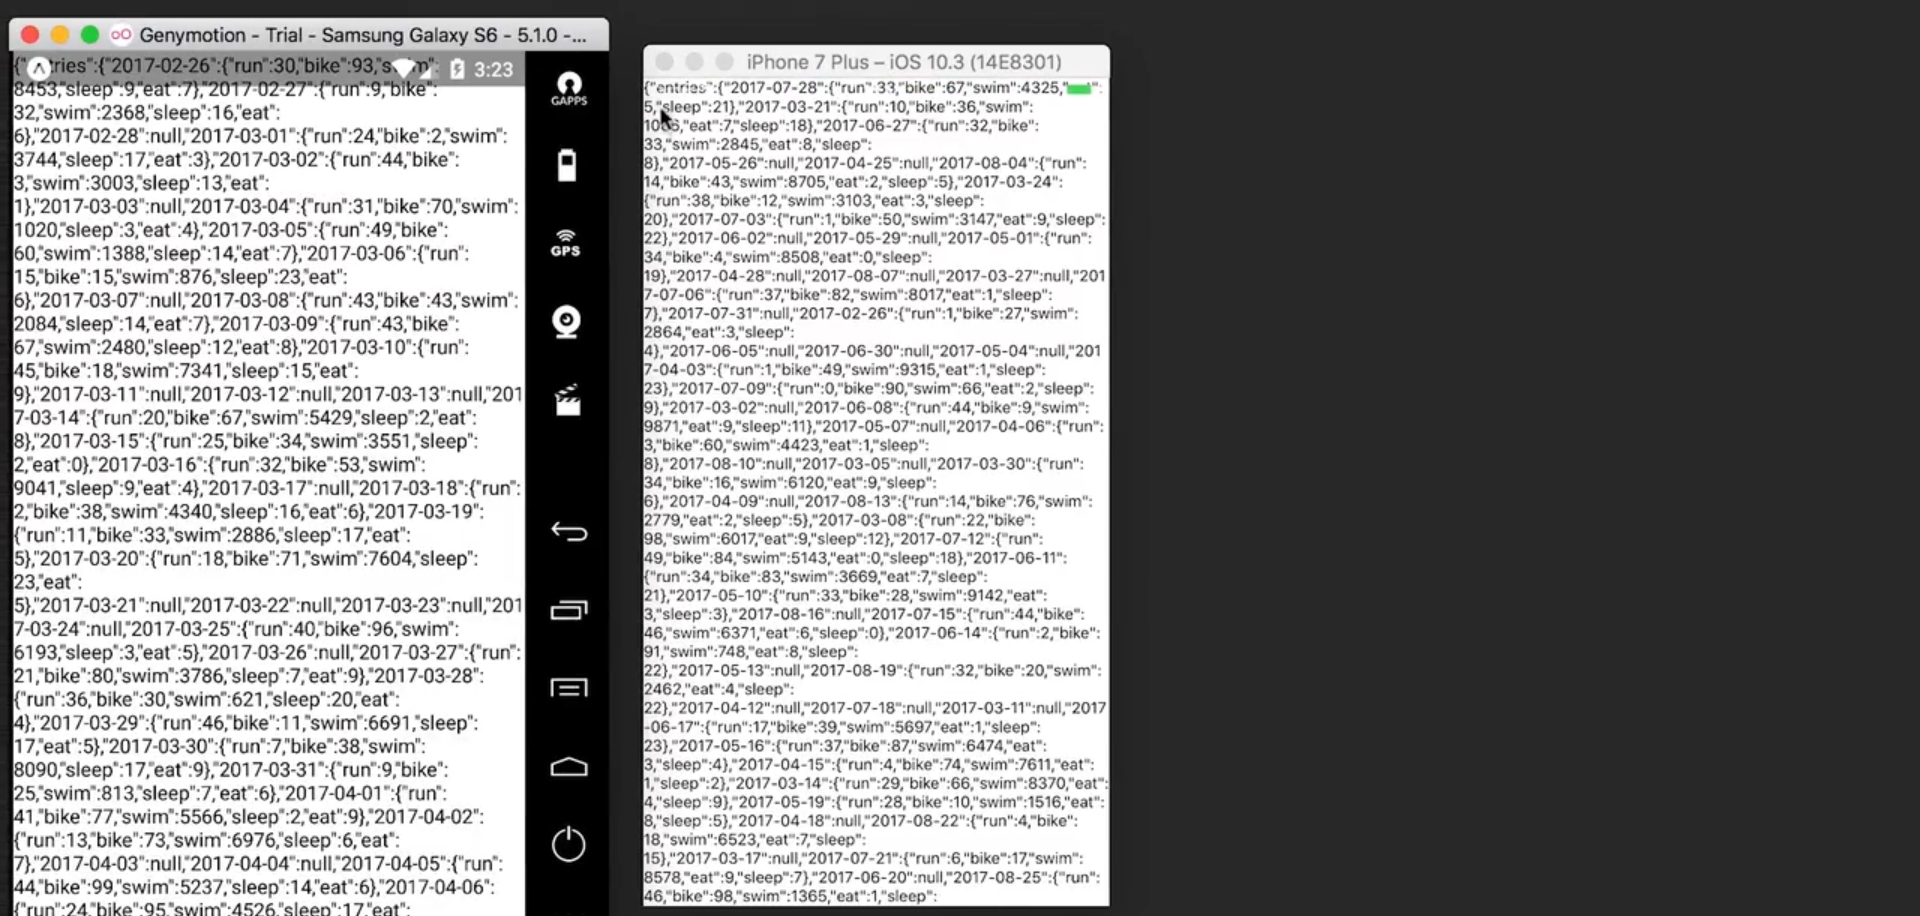 Genymotion - Trial - Samsung Galaxy S6 - 5.1.0 -...
3:23
{"entries":{"2017-02-26":{"run":30,"bike":93,"swim":
8453,"sleep":9,"eat":7},"2017-02-27":{"run":9,"bike":
32,"swim":2368,"sleep":16,"eat":
6},"2017-02-28":null,"2017-03-01":{"run":24,"bike":2,"swim":
3744,"sleep":17,"eat":3},"2017-03-02":{"run":44,"bike":
3,"swim":3003,"sleep":13,"eat":
1},"2017-03-03":null,"2017-03-04":{"run":31,"bike":70,"swim":
1020,"sleep":3,"eat":4},"2017-03-05":{"run":49,"bike":
60,"swim":1388,"sleep":14,"eat":7},"2017-03-06":{"run":
15,"bike":15,"swim":876,"sleep":23,"eat":
6},"2017-03-07":null,"2017-03-08":{"run":43,"bike":43,"swim":
2084,"sleep":14,"eat":7},"2017-03-09":{"run":43,"bike":
67,"swim":2480,"sleep":12,"eat":8},"2017-03-10":{"run":
45,"bike":18,"swim":7341,"sleep":15,"eat":
9},"2017-03-11":null,"2017-03-12":null,"2017-03-13":null,"201
7-03-14":{"run":20,"bike":67,"swim":5429,"sleep":2,"eat":
8},"2017-03-15":{"run":25,"bike":34,"swim":3551,"sleep":
2,"eat":0},"2017-03-16":{"run":32,"bike":53,"swim":
9041,"sleep":9,"eat":4},"2017-03-17":null,"2017-03-18":{"run":
2,"bike":38,"swim":4340,"sleep":16,"eat":6},"2017-03-19":
{"run":11,"bike":33,"swim":2886,"sleep":17,"eat":
5},"2017-03-20":{"run":18,"bike":71,"swim":7604,"sleep":
23,"eat":
5},"2017-03-21":null,"2017-03-22":null,"2017-03-23":null,"201
7-03-24":null,"2017-03-25":{"run":40,"bike":96,"swim":
6193,"sleep":3,"eat":5},"2017-03-26":null,"2017-03-27":{"run":
21,"bike":80,"swim":3786,"sleep":7,"eat":9},"2017-03-28":
{"run":36,"bike":30,"swim":621,"sleep":20,"eat":
4},"2017-03-29":{"run":46,"bike":11,"swim":6691,"sleep":
17,"eat":5},"2017-03-30":{"run":7,"bike":38,"swim":
8090,"sleep":17,"eat":9},"2017-03-31":{"run":9,"bike":
25,"swim":813,"sleep":7,"eat":6},"2017-04-01":{"run":
41,"bike":77,"swim":5566,"sleep":2,"eat":9},"2017-04-02":
{"run":13,"bike":73,"swim":6976,"sleep":6,"eat":
7},"2017-04-03":null,"2017-04-04":null,"2017-04-05":{"run":
44,"bike":99,"swim":5237,"sleep":14,"eat":6},"2017-04-06":
{"run":24,"bike":95,"swim":4526,"sleep":17,"eat":
GAPPS
GPS
iPhone 7 Plus – iOS 10.3 (14E8301)
{"entries":{"2017-07-28":{"run":33,"bike":67,"swim":4325,
5,"sleep":21},"2017-03-21":{"run":10,"bike":36,"swim":
"eat":7,"sleep":18},"2017-06-27":{"run":32,"bike":
33,"swim":2845,"eat":8,"sleep":
8},"2017-05-26":null,"2017-04-25":null,"2017-08-04":{"run":
14,"bike":43,"swim":8705,"eat":2,"sleep":5},"2017-03-24":
{"run":38,"bike":12,"swim":3103,"eat":3,"sleep":
20},"2017-07-03":{"run":1,"bike":50,"swim":3147,"eat":9,"sleep":
22},"2017-06-02":null,"2017-05-29":null,"2017-05-01":{"run":
34,"bike":4,"swim":8508,"eat":0,"sleep":
19},"2017-04-28":null,"2017-08-07":null,"2017-03-27":null,"201
7-07-06":{"run":37,"bike":82,"swim":8017,"eat":1,"sleep":
7},"2017-07-31":null,"2017-02-26":{"run":1,"bike":27,"swim":
2864,"eat":3,"sleep":
4},"2017-06-05":null,"2017-06-30":null,"2017-05-04":null,"201
7-04-03":{"run":1,"bike":49,"swim":9315,"eat":1,"sleep":
23},"2017-07-09":{"run":0,"bike":90,"swim":66,"eat":2,"sleep":
9},"2017-03-02":null,"2017-06-08":{"run":44,"bike":9,"swim":
9871,"eat":9,"sleep":11},"2017-05-07":null,"2017-04-06":{"run":
3,"bike":60,"swim":4423,"eat":1,"sleep":
8},"2017-08-10":null,"2017-03-05":null,"2017-03-30":{"run":
34,"bike":16,"swim":6120,"eat":9,"sleep":
6},"2017-04-09":null,"2017-08-13":{"run":14,"bike":76,"swim":
2779,"eat":2,"sleep":5},"2017-03-08":{"run":22,"bike":
98,"swim":6017,"eat":9,"sleep":12},"2017-07-12":{"run":
49,"bike":84,"swim":5143,"eat":0,"sleep":18},"2017-06-11":
{"run":34,"bike":83,"swim":3669,"eat":7,"sleep":
21},"2017-05-10":{"run":33,"bike":28,"swim":9142,"eat":
3,"sleep":3},"2017-08-16":null,"2017-07-15":{"run":44,"bike":
46,"swim":6371,"eat":6,"sleep":0},"2017-06-14":{"run":2,"bike":
91,"swim":748,"eat":8,"sleep":
22},"2017-05-13":null,"2017-08-19":{"run":32,"bike":20,"swim":
2462,"eat":4,"sleep":
22},"2017-04-12":null,"2017-07-18":null,"2017-03-11":null,"2017
-06-17":{"run":17,"bike":39,"swim":5697,"eat":1,"sleep":
23},"2017-05-16":{"run":37,"bike":87,"swim":6474,"eat":
3,"sleep":4},"2017-04-15":{"run":4,"bike":74,"swim":7611,"eat":
1,"sleep":2},"2017-03-14":{"run":29,"bike":66,"swim":8370,"eat":
4,"sleep":9},"2017-05-19":{"run":28,"bike":10,"swim":1516,"eat":
8,"sleep":5},"2017-04-18":null,"2017-08-22":{"run":4,"bike":
18,"swim":6523,"eat":7,"sleep":
15},"2017-03-17":null,"2017-07-21":{"run":6,"bike":17,"swim":
8578,"eat":9,"sleep":7},"2017-06-20":null,"2017-08-25":{"run":
46,"bike":98,"swim":1365,"eat":1,"sleep":